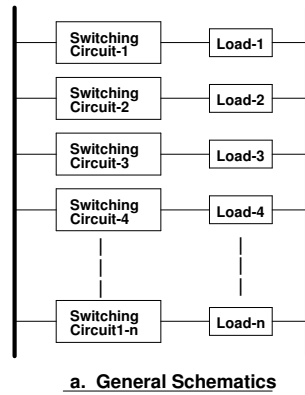 Switching
Circuit-1
Load-1
Switching
Circuit-2
Load-2
Switching
Circuit-3
Load-3
Switching
Circuit-4
Load-4
Switching
Circuit1-n
Load-n
a. General Schematics